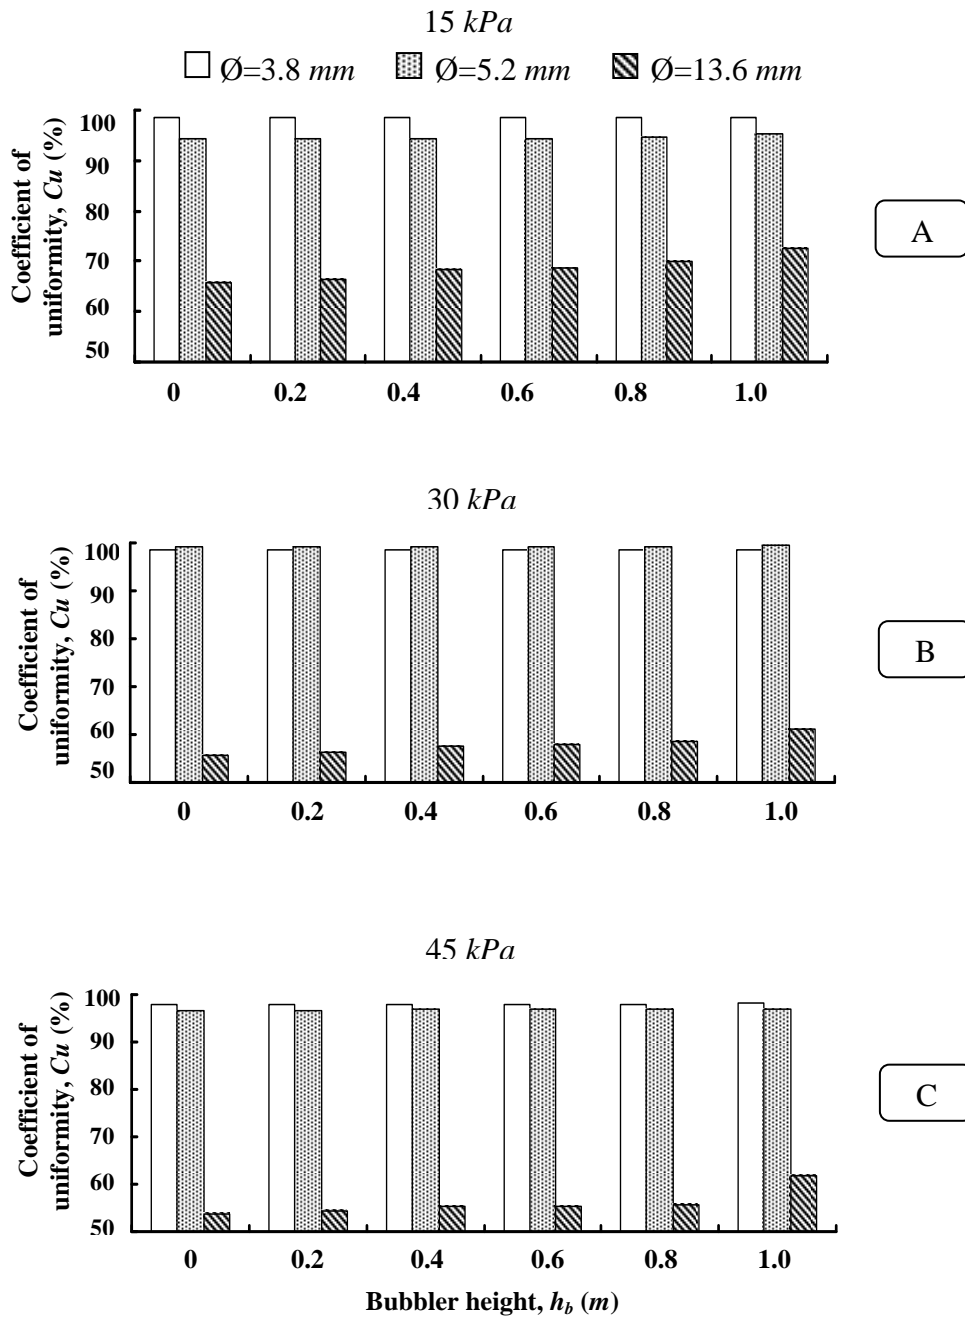 15 kPa
Ø=3.8 mm Ø=5.2 mm Ø=13.6 mm
Coefficient of
uniformity, Cu (%)
100
90
80
70
60
50
0 0.2 0.4 0.6 0.8 1.0
A
30 kPa
Coefficient of
uniformity, Cu (%)
100
90
80
70
60
50
0 0.2 0.4 0.6 0.8 1.0
B
45 kPa
Coefficient of
uniformity, Cu (%)
100
90
80
70
60
50
0 0.2 0.4 0.6 0.8 1.0
C
Bubbler height, hb (m)